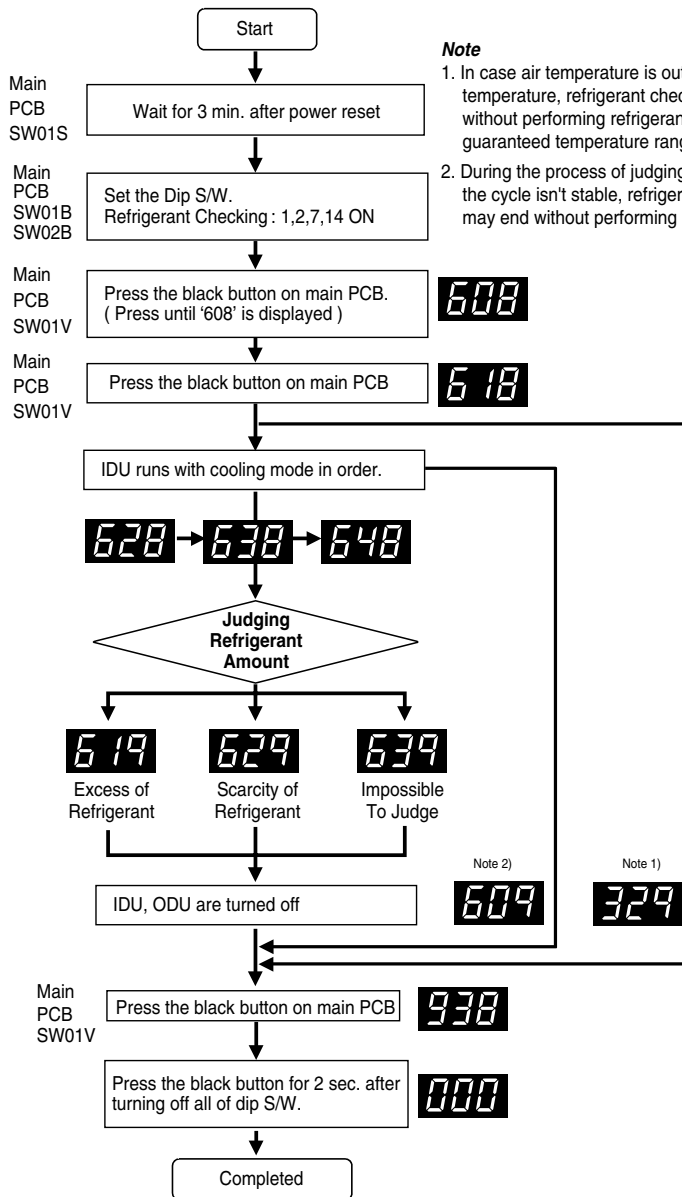 Start
Note
1. In case air temperature is out
temperature, refrigerant chec
without performing refrigeran
guaranteed temperature rang
2. During the process of judging
the cycle isn't stable, refriger
may end without performing
Main
PCB
SW01S
Wait for 3 min. after power reset
Main
PCB
SW01B
SW02B
Set the Dip S/W.
Refrigerant Checking : 1,2,7,14 ON
Main
PCB
SW01V
Press the black button on main PCB.
( Press until ‘608’ is displayed )
608
Main
PCB
SW01V
Press the black button on main PCB
618
IDU runs with cooling mode in order.
628 638 648
Judging
Refrigerant
Amount
619 629 639
Excess of
Refrigerant
Scarcity of
Refrigerant
Impossible
To Judge
IDU, ODU are turned off
Note 2)
609
Note 1)
329
Main
PCB
SW01V
Press the black button on main PCB
938
Press the black button for 2 sec. after
turning off all of dip S/W.
000
Completed